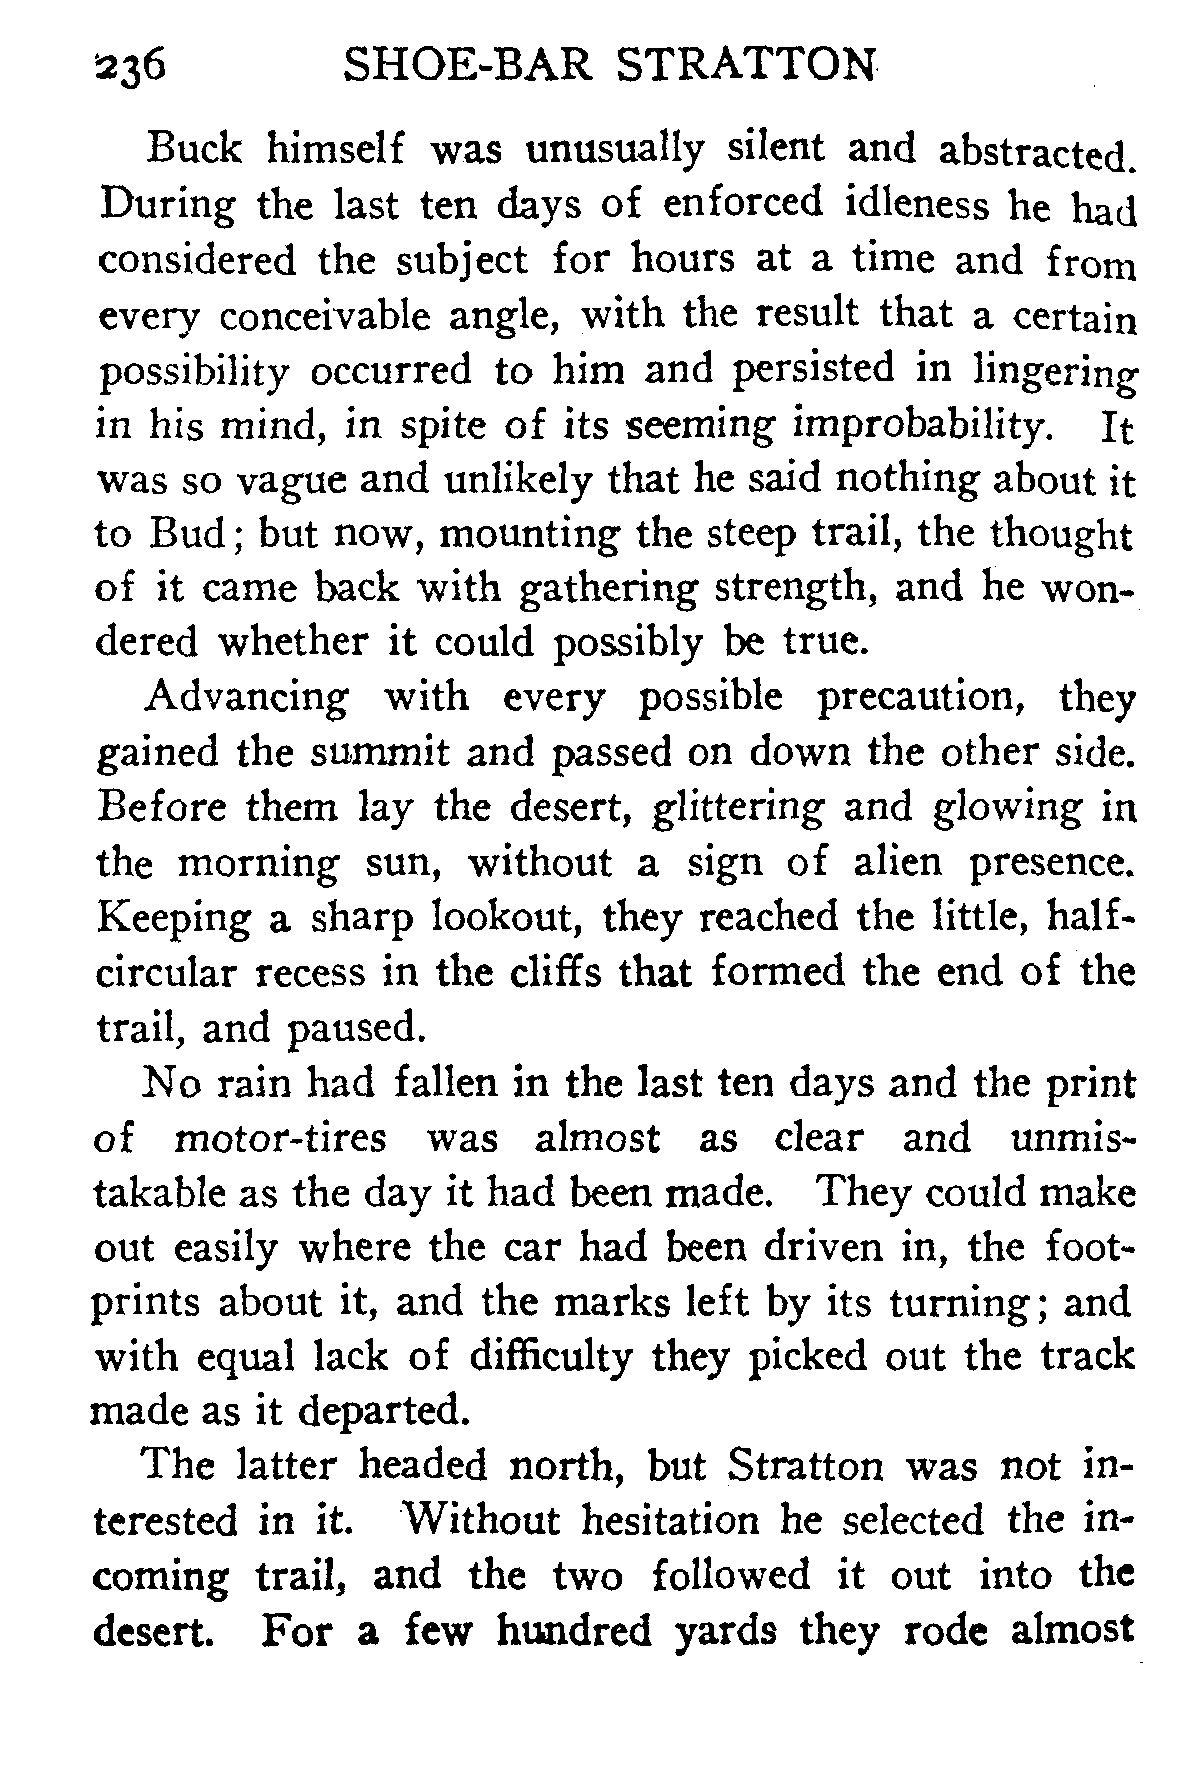 236 SHOE-BAR STRATTON
Buck himself was unusually silent and abstracted.
During the last ten days of enforced idleness he had
considered the subject for hours at a time and from
every conceivable angle, with the result that a certain
possibility occurred to him and persisted in lingering
in his mind, in spite of its seeming improbability. It
was so vague and unlikely that he said nothing about it
to Bud; but now, mounting the steep trail, the thought
of it came back with gathering strength, and he won-
dered whether it could possibly be true.
Advancing with every possible precaution, they
gained the summit and passed on down the other side.
Before them lay the desert, glittering and glowing in
the morning sun, without a sign of alien presence.
Keeping a sharp lookout, they reached the little, half-
circular recess in the cliffs that formed the end of the
trail, and paused.
No rain had fallen in the last ten days and the print
of motor-tires was almost as clear and unmis-
takable as the day it had been made. They could make
out easily where the car had been driven in, the foot-
prints about it, and the marks left by its turning; and
with equal lack of difficulty they picked out the track
made as it departed.
The latter headed north, but Stratton was not in-
terested in it. Without hesitation he selected the in-
coming trail, and the two followed it out into the
desert. For a few hundred yards they rode almost